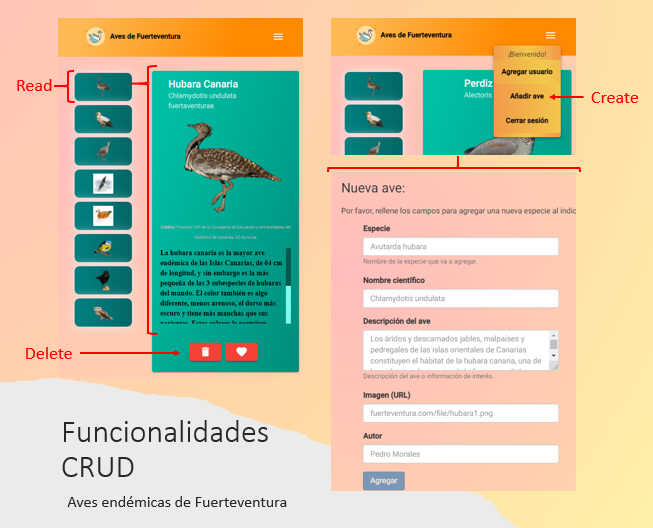 Aves de Fuerteventura
Read
Hubara Canaria
Chlamydotis undulata
fuertaventurae
Créditos: Proyecto TSP de la Consejería de Educación y Universidades del
Gobierno de Canarias. CC-by-nc-sa
La hubara canaria es la mayor ave
endémica de las Islas Canarias, de 64 cm
de longitud, y sin embargo es la más
pequeña de las 3 subespecies de hubaras
del mundo. El color también es algo
diferente, menos arenoso, el dorso más
oscuro y tiene más manchas que sus
parientes. Estos colores le permiten
Delete
Aves de Fuerteventura
¡Bienvenido!
Agregar usuario
Añadir ave
Cerrar sesión
Create
Perdiz
Alectoris
Nueva ave:
Por favor, rellene los campos para agregar una nueva especie al índic
Especie
Avutarda hubara
Nombre de la especie que va a agregar.
Nombre científico
Chlamydotis undulata
Descripción del ave
Los áridos y descarnados jables, malpaíses y
pedregales de las islas orientales de Canarias
constituyen el hábitat de la hubara canaria, una de
Descripción del ave o información de interés.
Imagen (URL)
fuerteventura.com/file/hubara1.png
Autor
Pedro Morales
Agregar
Funcionalidades
CRUD
Aves endémicas de Fuerteventura